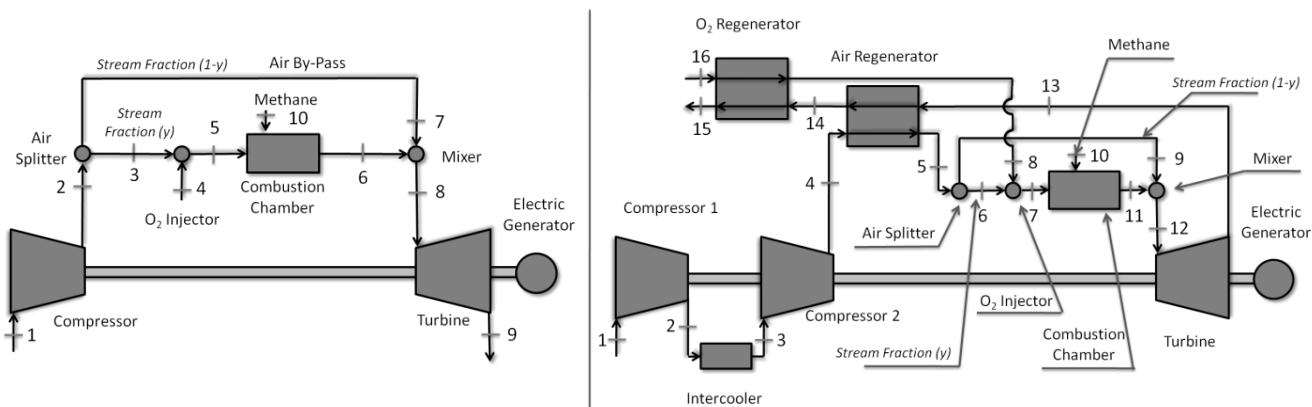 Stream Fraction (1-y)
Air By-Pass
Stream
Fraction (y)
Methane
10
5
7
Air
Splitter
Mixer
2
3
4
6
8
O₂ Injector
Combustion
Chamber
Electric
Generator
Compressor
Turbine
1
9
O₂ Regenerator
Air Regenerator
Methane
Stream Fraction (1-y)
16
13
15
14
4
5
8
10
9
Mixer
6
7
11
12
Compressor 1
Air Splitter
Electric
Generator
O₂ Injector
Compressor 2
Combustion
Chamber
Turbine
1
2
3
Stream Fraction (y)
Intercooler